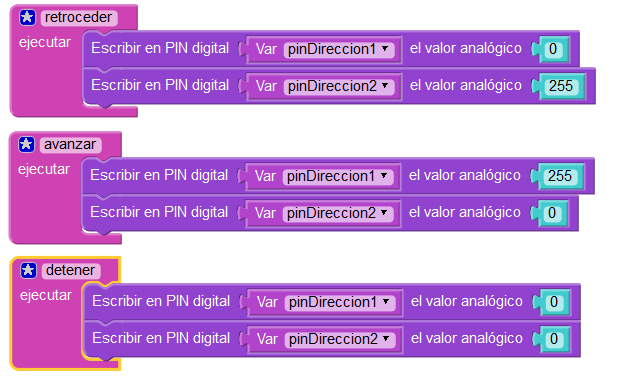 retroceder
ejecutar Escribir en PIN digital Var pinDireccion1 el valor analógico 0
Escribir en PIN digital Var pinDireccion2 el valor analógico 255
avanzar
ejecutar Escribir en PIN digital Var pinDireccion1 el valor analógico 255
Escribir en PIN digital Var pinDireccion2 el valor analógico 0
detener
ejecutar Escribir en PIN digital Var pinDireccion1 el valor analógico 0
Escribir en PIN digital Var pinDireccion2 el valor analógico 0